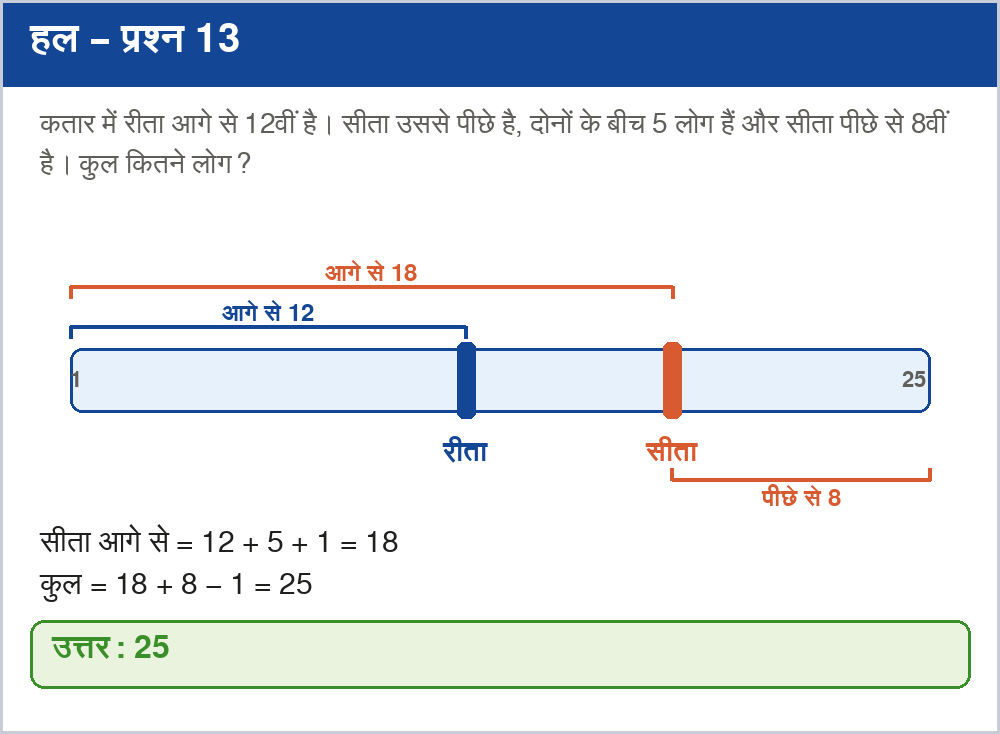 हल – प्रश्न 13
कतार में रीता आगे से 12वीं है। सीता उससे पीछे है, दोनों के बीच 5 लोग हैं और सीता पीछे से 8वीं
है। कुल कितने लोग?
आगे से 18
आगे से 12
1
25
रीता
सीता
पीछे से 8
सीता आगे से = 12 + 5 + 1 = 18
कुल = 18 + 8 – 1 = 25
उत्तर : 25